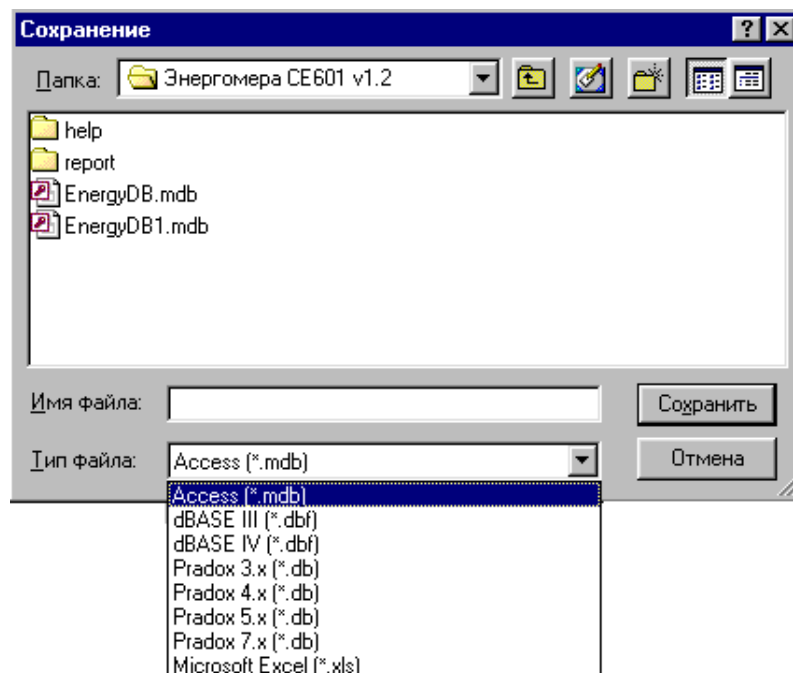 Сохранение
Папка: Энергомера CE601 v1.2
help
report
EnergyDB.mdb
EnergyDB1.mdb
Имя файла: Сохранить
Тип файла: Access (*.mdb) Отмена
Access (*.mdb)
dBASE III (*.dbf)
dBASE IV (*.dbf)
Pradox 3.x (*.db)
Pradox 4.x (*.db)
Pradox 5.x (*.db)
Pradox 7.x (*.db)
Microsoft Excel (*.xls)